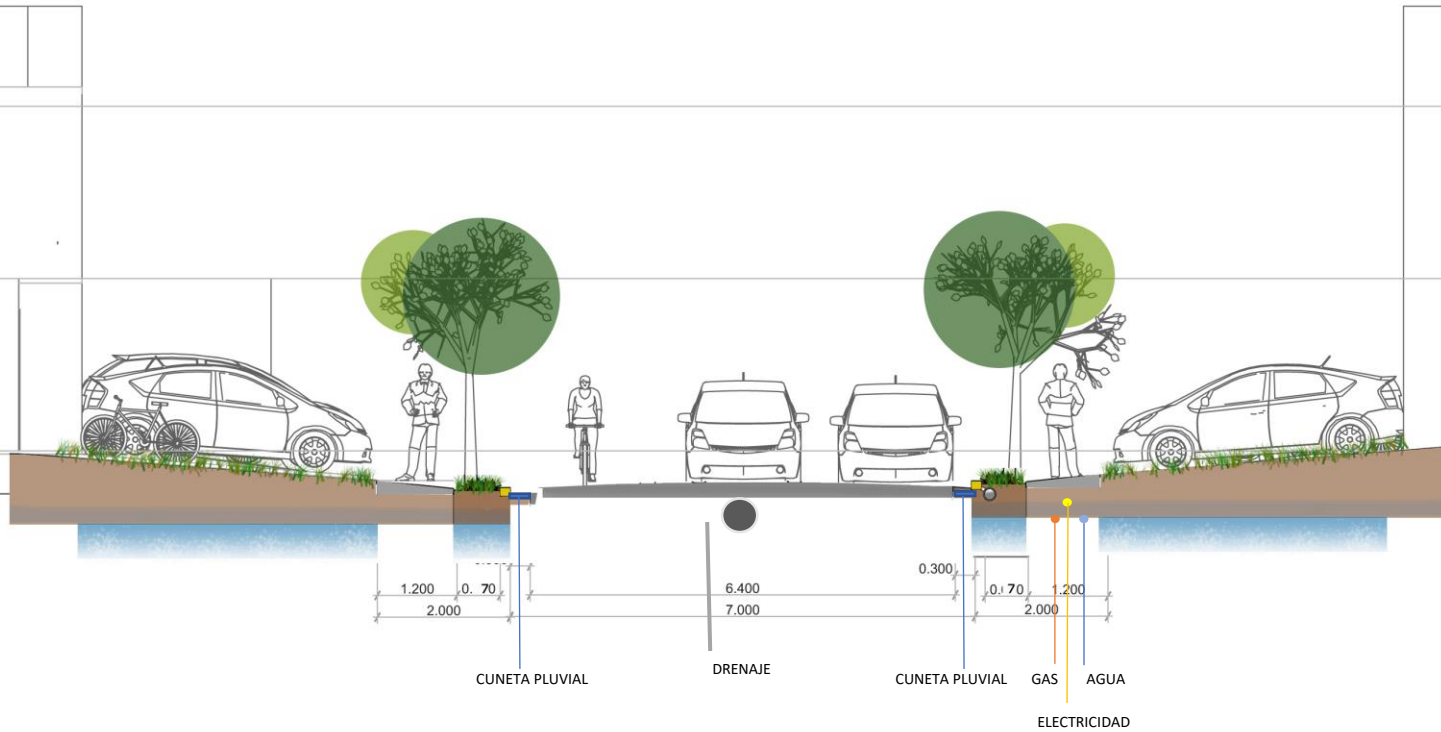 0.300
1.200
0. 70
6.400
0. 70
1.200
2.000
7.000
2.000
DRENAJE
CUNETA PLUVIAL
CUNETA PLUVIAL
GAS
AGUA
ELECTRICIDAD